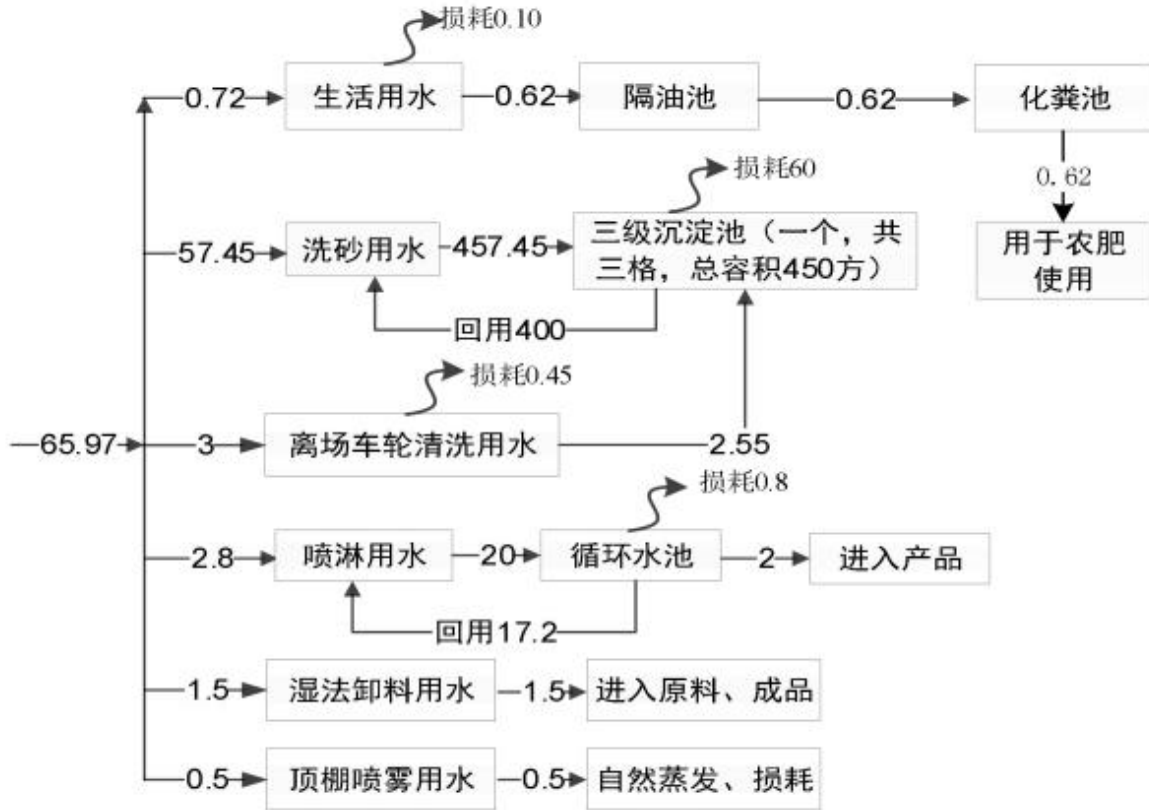 损耗0.10
0.72
生活用水
0.62
隔油池
0.62
化粪池
0.62
用于农肥
使用
损耗60
57.45
洗砂用水
457.45
三级沉淀池（一个，共
三格，总容积450方）
回用400
损耗0.45
65.97
3
离场车轮清洗用水
2.55
损耗0.8
2.8
喷淋用水
20
循环水池
2
进入产品
回用17.2
1.5
湿法卸料用水
1.5
进入原料、成品
0.5
顶棚喷雾用水
0.5
自然蒸发、损耗